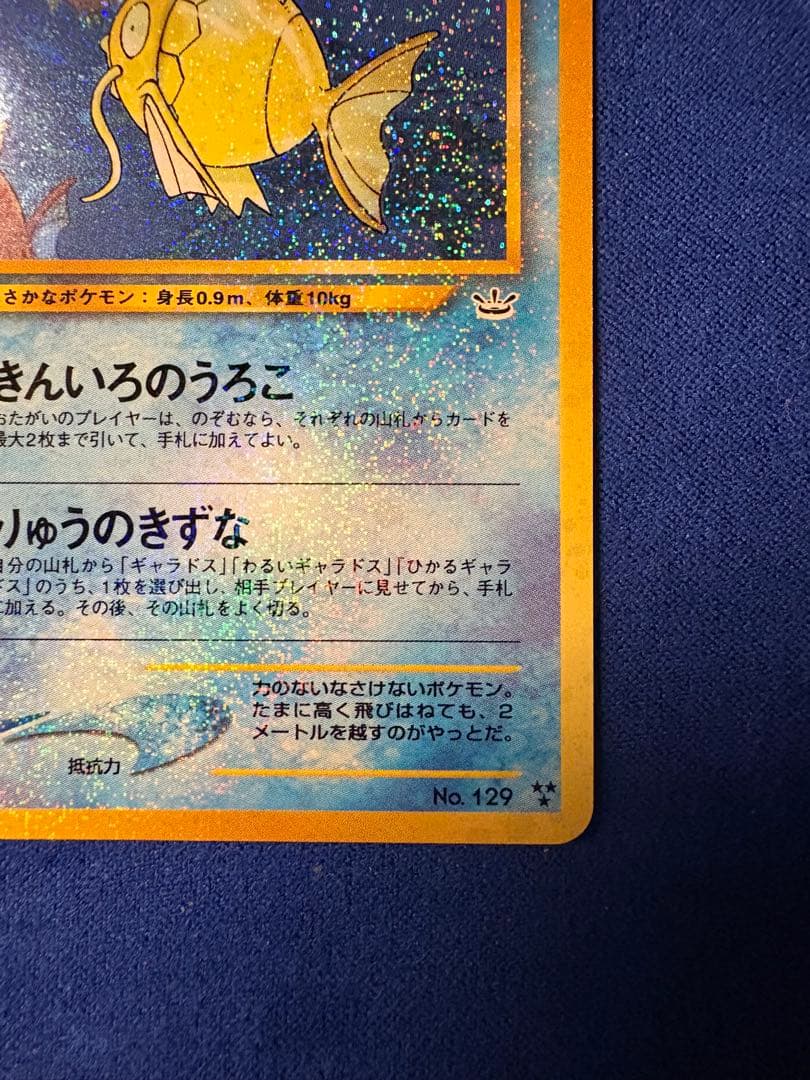 さかなポケモン：身長0.9m、体重10kg
きんいろのうろこ
おたがいのプレイヤーは、のぞむなら、それぞれの山札からカードを
最大2枚まで引いて、手札に加えてよい。
りゅうのきずな
自分の山札から「ギャラドス」「わるいギャラドス」「ひかるギャラ
ドス」のうち、1枚を選び出し、相手プレイヤーに見せてから、手札
に加える。その後、その山札をよく切る。
力のないなさけないポケモン。
たまに高く飛びはねても、2
メートルを越すのがやっとだ。
抵抗力
No. 129